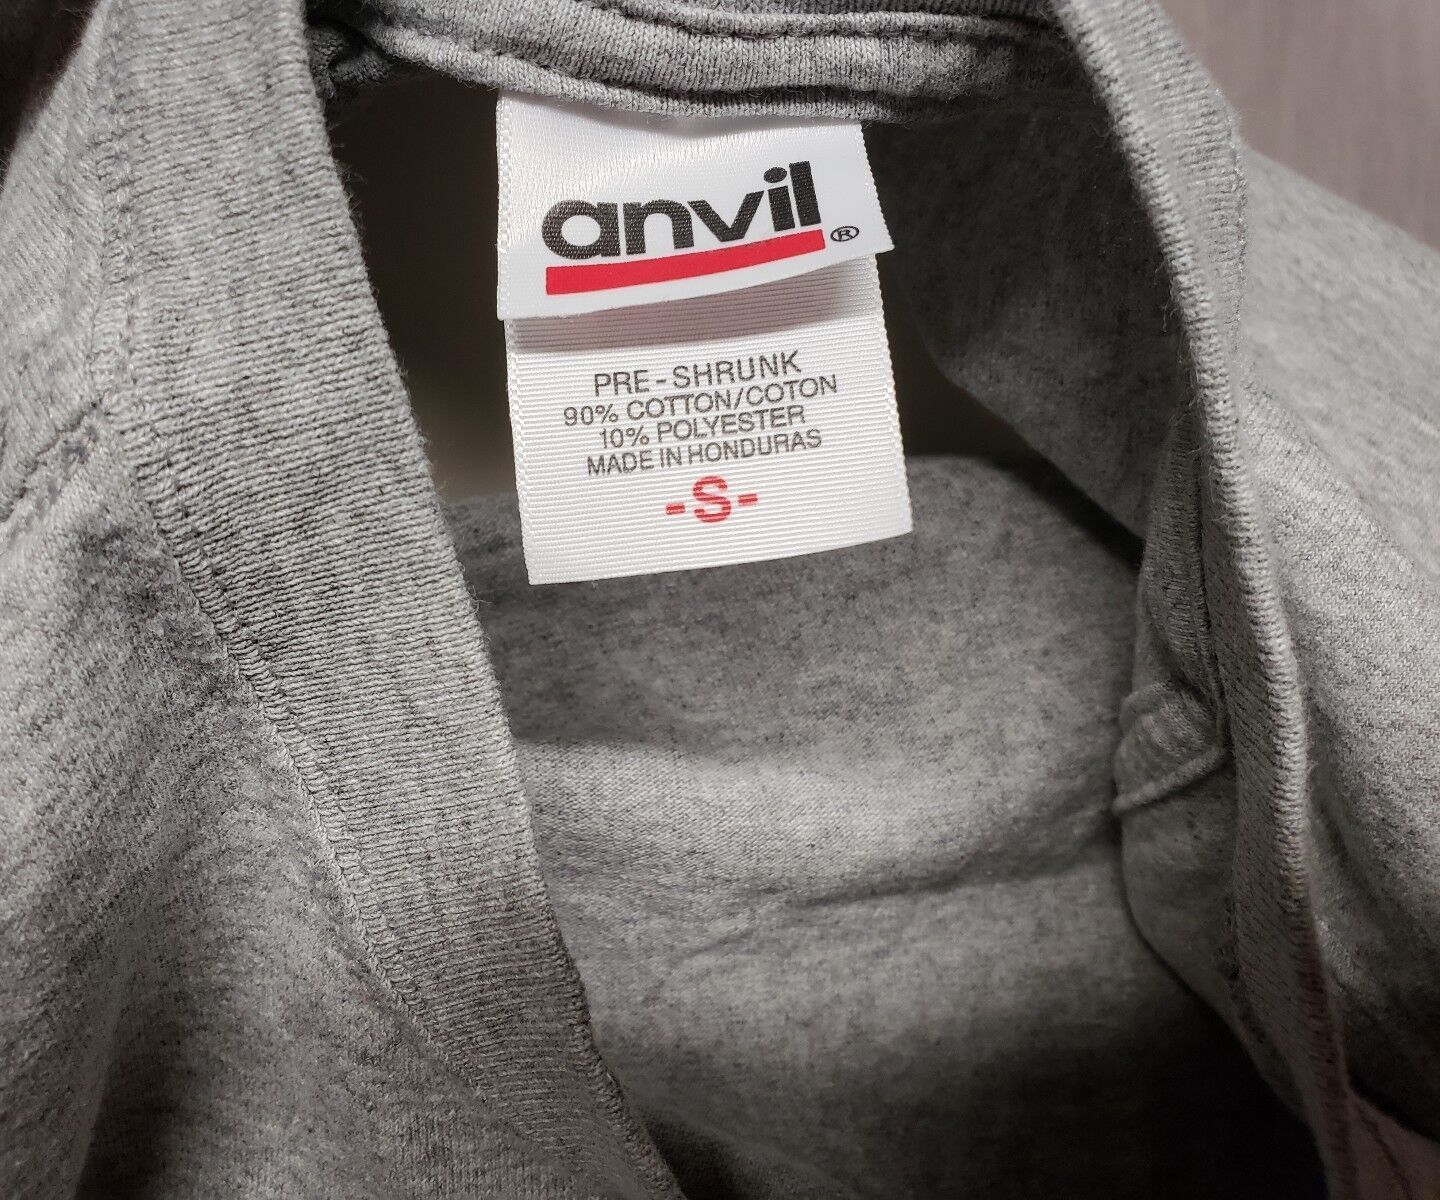 anvil®
PRE-SHRUNK
90% COTTON/COTON
10% POLYESTER
MADE IN HONDURAS
-S-